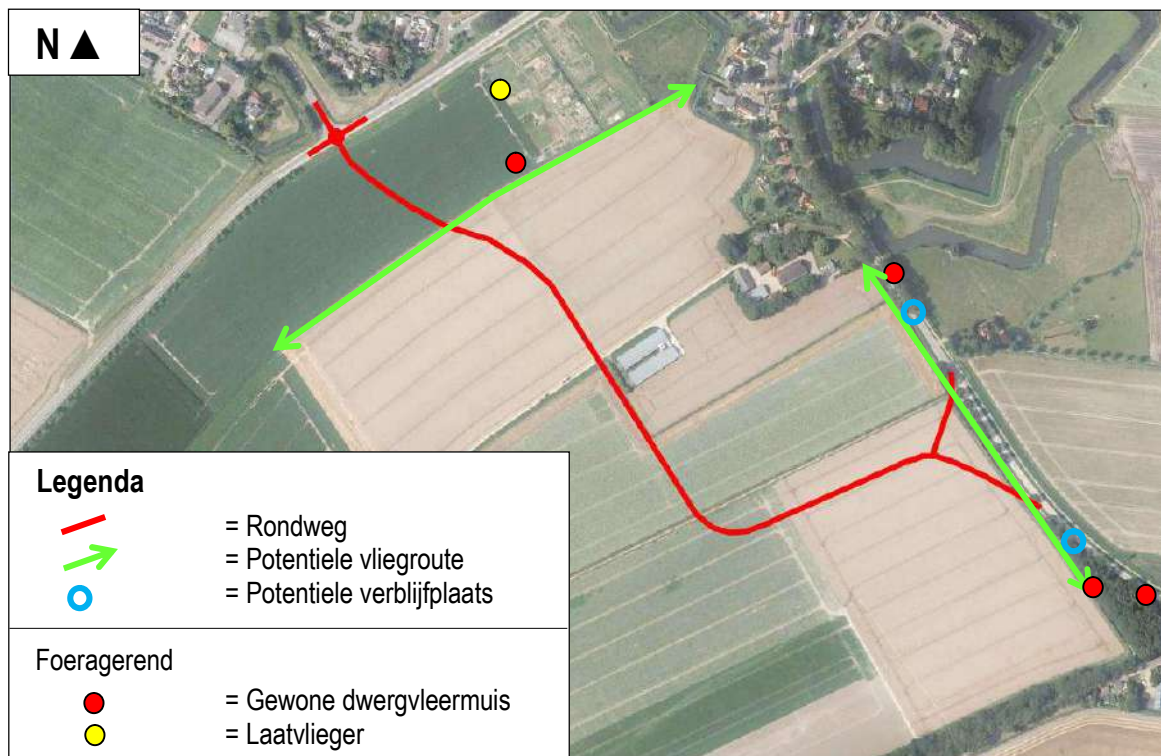 N ▲
Legenda
= Rondweg
= Potentiele vliegroute
= Potentiele verblijfplaats
Foeragerend
= Gewone dwergvleermuis
= Laatvlieger